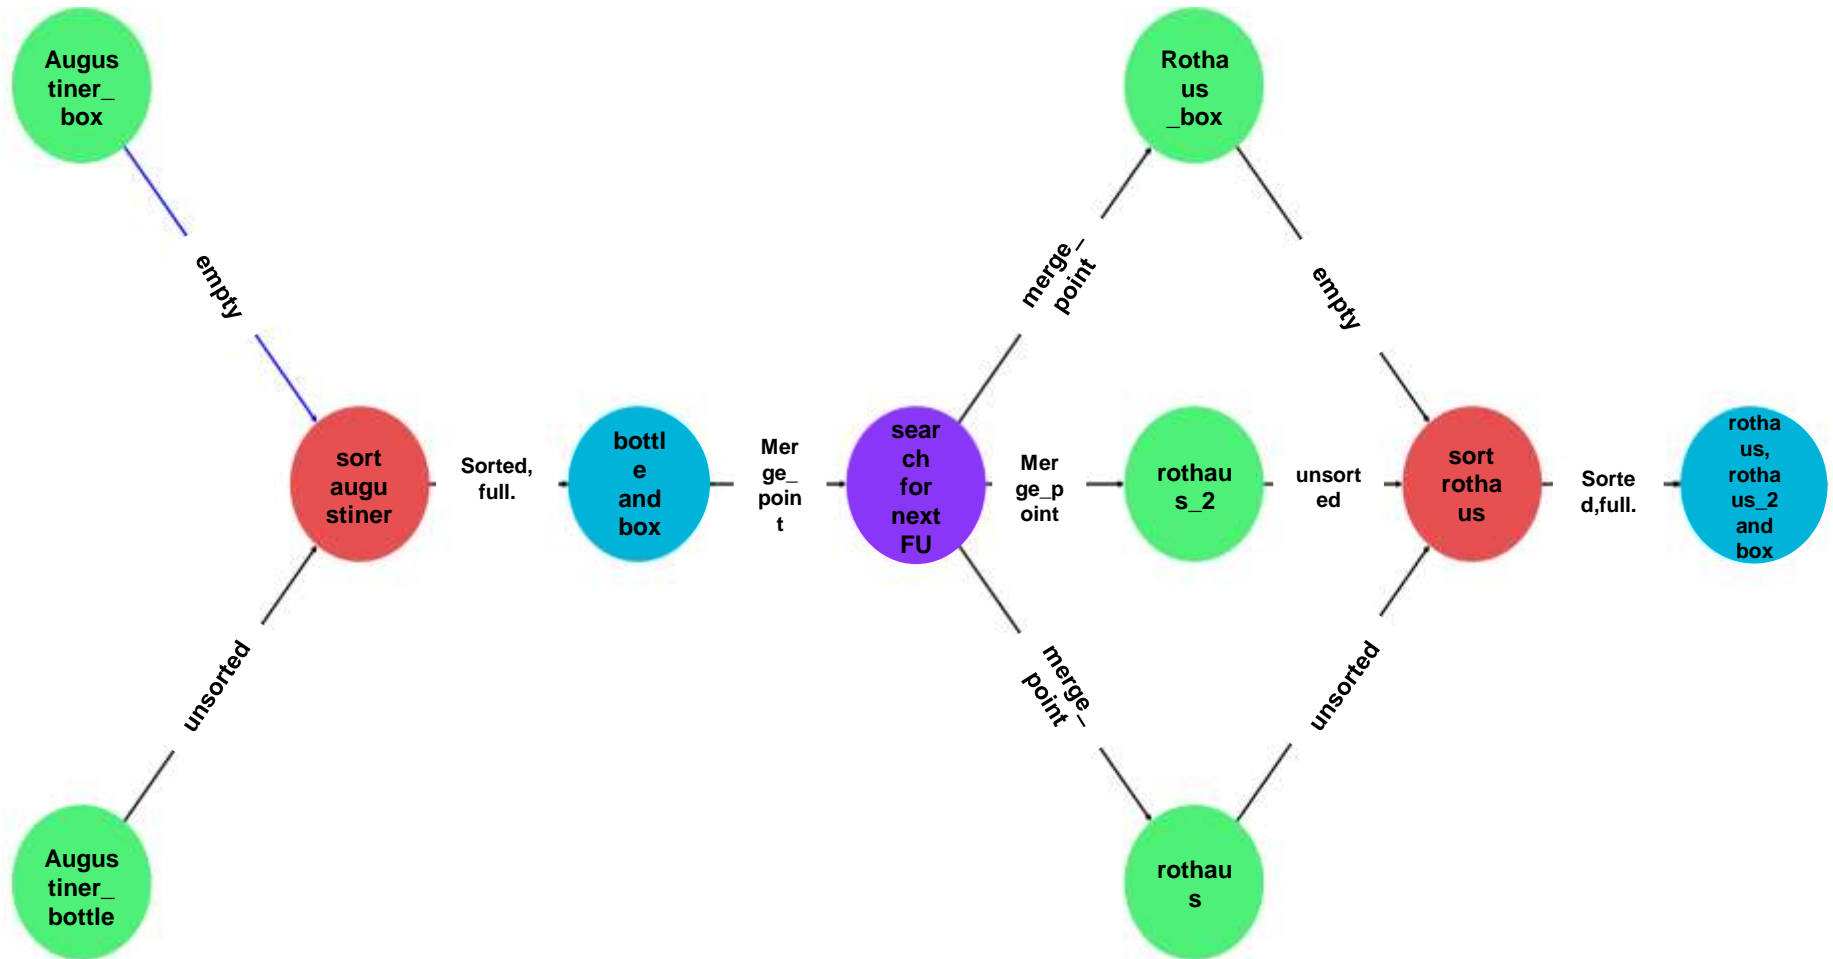 Augus
tiner_
box
Rotha
us
_box
empty
merge_
point
empty
sort
augu
stiner
Sorted,
full.
bottl
e
and
box
Mer
ge_
poin
t
sear
ch
for
next
FU
Mer
ge_p
oint
rothau
s_2
unsort
ed
sort
rotha
us
Sorte
d,full.
rotha
us,
rotha
us_2
and
box
unsorted
merge_
point
unsorted
Augus
tiner_
bottle
rothau
s